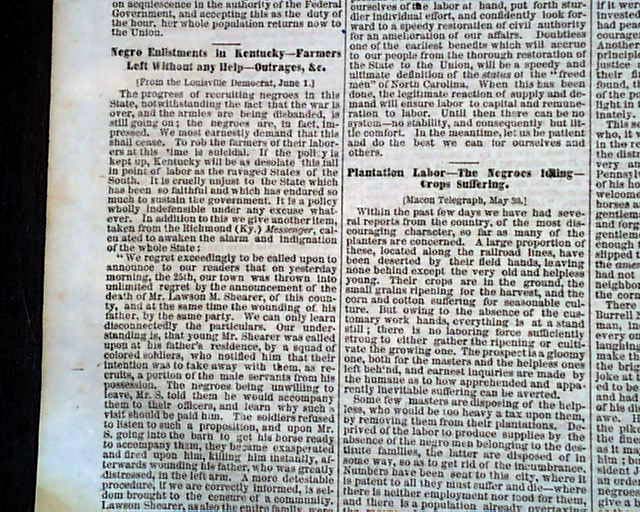 on acquiescence in the authority of the Federal
Government, and accepting this as the duty of
the hour, her whole population returns now to
the Union.
Negro Enlistments in Kentucky—Farmers
Left Without any Help—Outrages, &c.
[From the Louisville Democrat, June 1.]
The progress of recruiting negroes in this
State, notwithstanding the fact that the war is
over, and the armies are being disbanded, is
still going on; the negroes are, in fact, im-
pressed. We most earnestly demand that this
shall cease. To rob the farmers of their labor-
ers at this time is suicidal. If the policy is
kept up, Kentucky will be as desolate this fall
in point of labor as the ravaged States of the
South. It is cruelly unjust to the State which
has been so faithful and which has endured so
much to sustain the government. It is a policy
wholly indefensible under any excuse what-
ever. In addition to this we give another item,
taken from the Richmond (Ky.) Messenger, cal-
culated to awaken the alarm and indignation
of the whole State:
"We regret exceedingly to be called upon to
announce to our readers that on yesterday
morning, the 25th, our town was thrown into
unlimited regret by the announcement of the
death of Mr. Lawson M. Shearer, of this coun-
ty, and at the same time the wounding of his
father, by the same party. We can only learn
disconnectedly the particulars. Our under-
standing is, that young Mr. Shearer was called
upon at his father's residence, by a squad of
colored soldiers, who notified him that their
intention was to take away with them, as re-
cruits, a portion of the male servants from his
possession. The negroes being unwilling to
leave, Mr. S. told them he would accompany
them to their officers, and learn why such a
visit should be paid him. The soldiers refused
to listen to such a proposition, and upon Mr.
S. going into the barn to get his horse ready
to accompany them, they became exasperated
and fired upon him, killing him instantly, af-
terwards wounding his father, who was greatly
distressed, in the left arm. A more detestable
procedure, if we are correctly informed, is sel-
dom brought to the censure of a community.
Lawson Shearer, as also the entire family, were
ourselves of the labor at hand, put forth stur-
dier individual effort, and confidently look for-
ward to a speedy restoration of civil authority
for an amelioration of our affairs. Doubtless
one of the earliest benefits which will accrue
to our people from the thorough restoration of
the State to the Union, will be a speedy and
ultimate definition of the status of the "freed
men" of North Carolina. When this has been
done, the legitimate reaction of supply and de-
mand will ensure labor to capital and remune-
ration to labor. Until then there can be no
system—no stability, and consequently but lit-
tle comfort. In the meantime, let us be patient
and do the best we can for ourselves and
others.
Plantation Labor—The Negroes Idling—
Crops Suffering.
[Macon Telegraph, May 30.]
Within the past few days we have had seve-
ral reports from the country, of the most dis-
couraging character, so far as many of the
planters are concerned. A large proportion of
these, located along the railroad lines, have
been deserted by their field hands, leaving
none behind except the very old and helpless
young. Their crops are in the ground, the
small grains ripening for the harvest, and the
corn and cotton suffering for seasonable cul-
ture. But owing to the absence of the cus-
tomary work hands, everything is at a stand
still; there is no laboring force sufficiently
strong to either gather the ripening or culti-
vate the growing one. The prospect is a gloomy
one, both for the masters and the helpless ones
left behind, and earnest inquiries are made by
the humane as to how apprehended and appa-
rently inevitable suffering can be averted.
Some few masters are disposing of the help-
less, who would be too heavy a tax upon them,
by removing them from their plantations. De-
prived of the labor to produce supplies by the
absence of the negro men belonging to the des-
titute families, the latter are disposed of in
some way, so as to get rid of the incumbrance.
Numbers have been sent to this city, where it
is patent to all they must suffer and die—where
there is neither employment nor food for them,
and there is a population already overtaxing